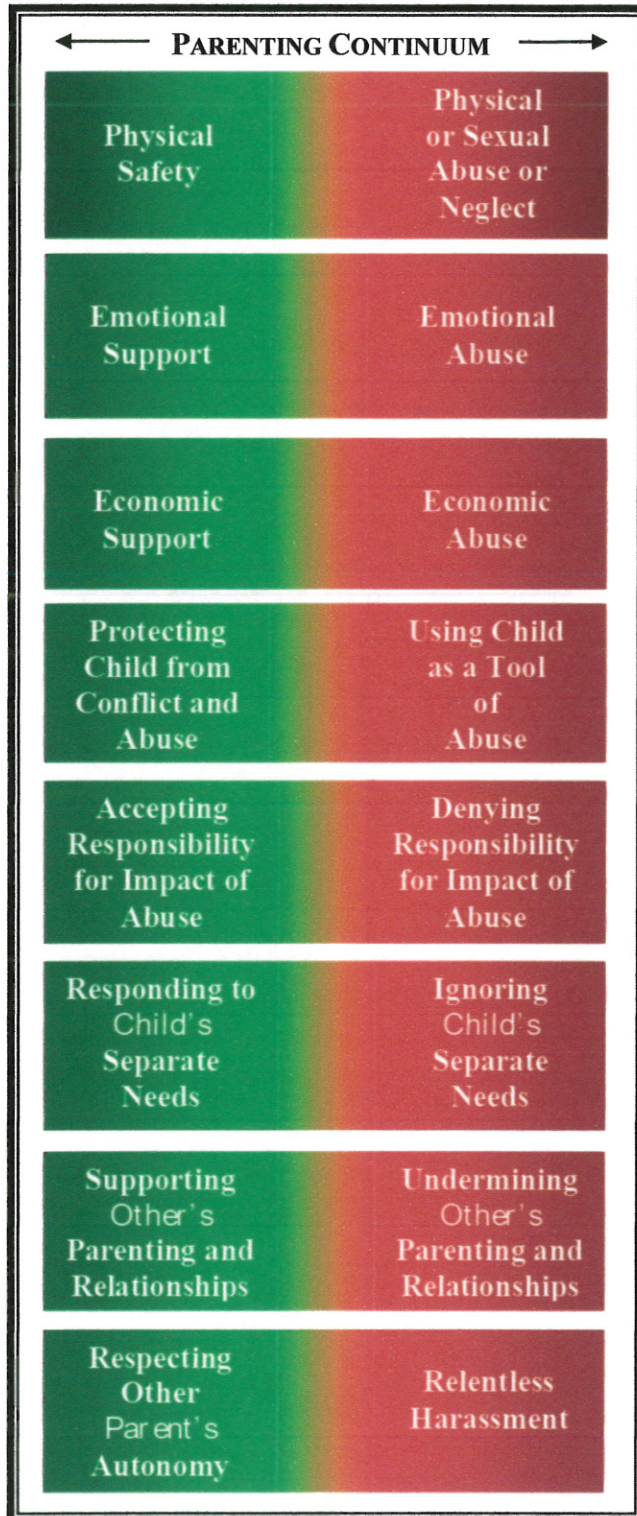 PARENTING CONTINUUM
Physical
Safety
Physical
or Sexual
Abuse or
Neglect
Emotional
Support
Emotional
Abuse
Economic
Support
Economic
Abuse
Protecting
Child from
Conflict and
Abuse
Using Child
as a Tool
of
Abuse
Accepting
Responsibility
for Impact of
Abuse
Denying
Responsibility
for Impact of
Abuse
Responding to
Child's
Separate
Needs
Ignoring
Child's
Separate
Needs
Supporting
Other's
Parenting and
Relationships
Undermining
Other's
Parenting and
Relationships
Respecting
Other
Parent's
Autonomy
Relentless
Harassment